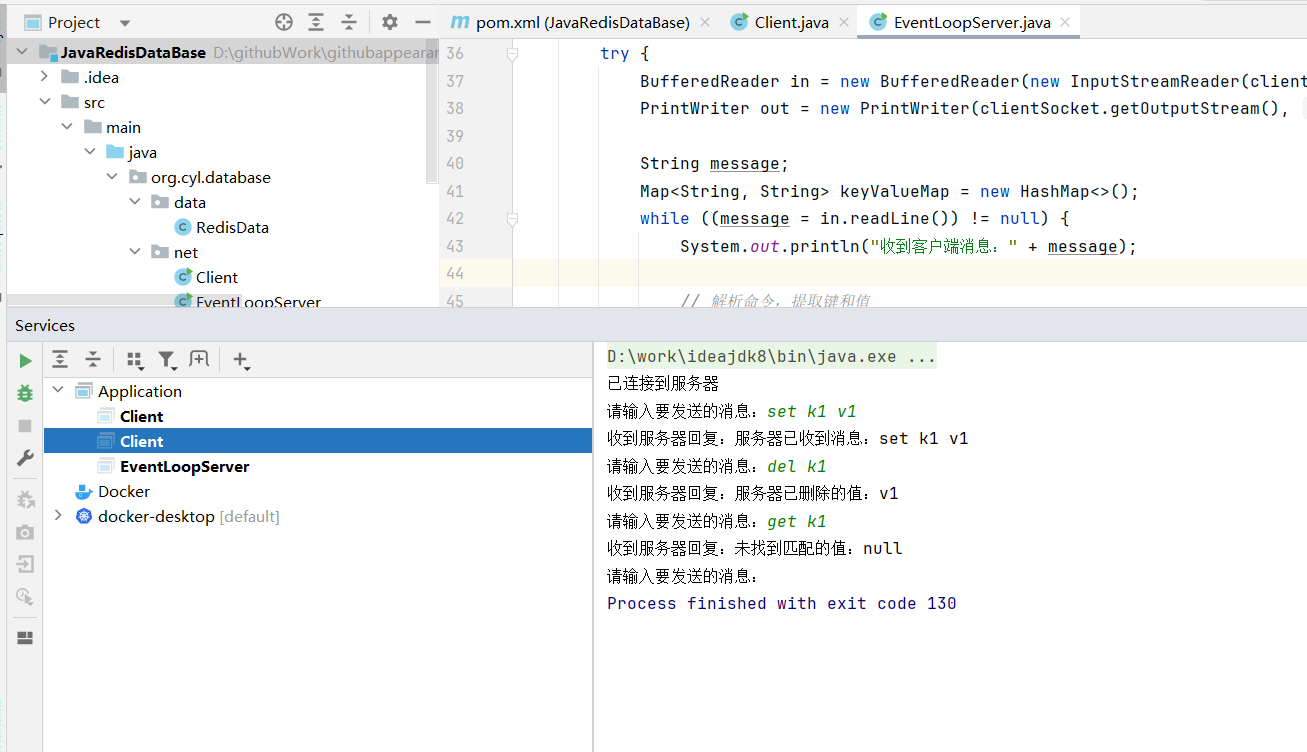 Project
pom.xml (JavaRedisDataBase)
Client.java
EventLoopServer.java
JavaRedisDataBase D:\githubWork\githubappearan
.idea
src
main
java
org.cyl.database
data
RedisData
net
Client
EventLoopServer
36 try {
37 BufferedReader in = new BufferedReader(new InputStreamReader(client
38 PrintWriter out = new PrintWriter(clientSocket.getOutputStream(),
39
40 String message;
41 Map<String, String> keyValueMap = new HashMap<>();
42 while ((message = in.readLine()) != null) {
43 System.out.println("收到客户端消息：" + message);
44
45 // 解析命令，提取键和值
Services
Application
Client
Client
EventLoopServer
Docker
docker-desktop [default]
D:\work\ideajdk8\bin\java.exe ...
已连接到服务器
请输入要发送的消息：set k1 v1
收到服务器回复：服务器已收到消息：set k1 v1
请输入要发送的消息：del k1
收到服务器回复：服务器已删除的值：v1
请输入要发送的消息：get k1
收到服务器回复：未找到匹配的值：null
请输入要发送的消息：
Process finished with exit code 130